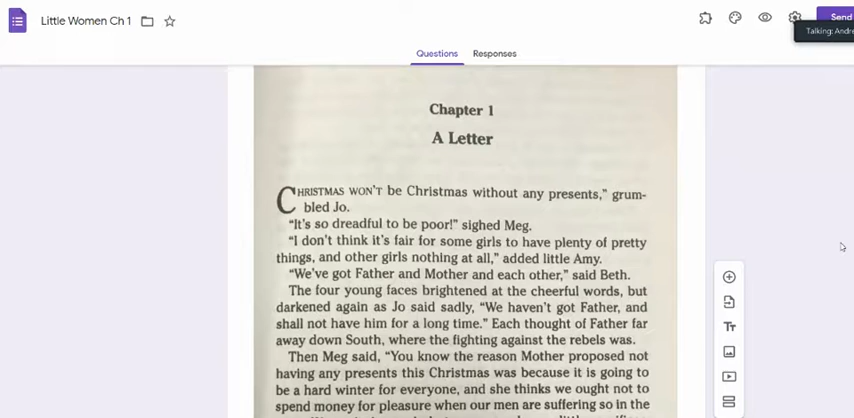 Little Women Ch 1
Send
Talking: Andre
Questions Responses
Chapter 1
A Letter
CHRISTMAS WON'T be Christmas without any presents,” grum-
bled Jo.
“It's so dreadful to be poor!” sighed Meg.
“I don't think it's fair for some girls to have plenty of pretty
things, and other girls nothing at all,” added little Amy.
“We've got Father and Mother and each other,” said Beth.
The four young faces brightened at the cheerful words, but
darkened again as Jo said sadly, “We haven't got Father, and
shall not have him for a long time.” Each thought of Father far
away down South, where the fighting against the rebels was.
Then Meg said, “You know the reason Mother proposed not
having any presents this Christmas was because it is going to
be a hard winter for everyone, and she thinks we ought not to
spend money for pleasure when our men are suffering so in the